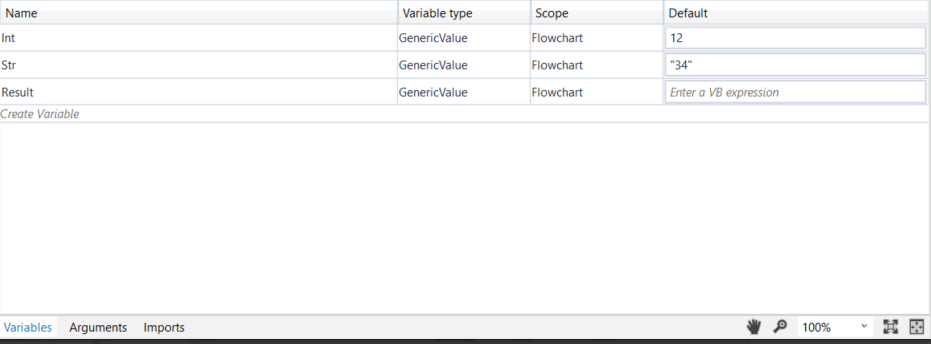 Name Variable type Scope Default
Int GenericValue Flowchart 12
Str GenericValue Flowchart "34"
Result GenericValue Flowchart Enter a VB expression
Create Variable
Variables Arguments Imports 100%